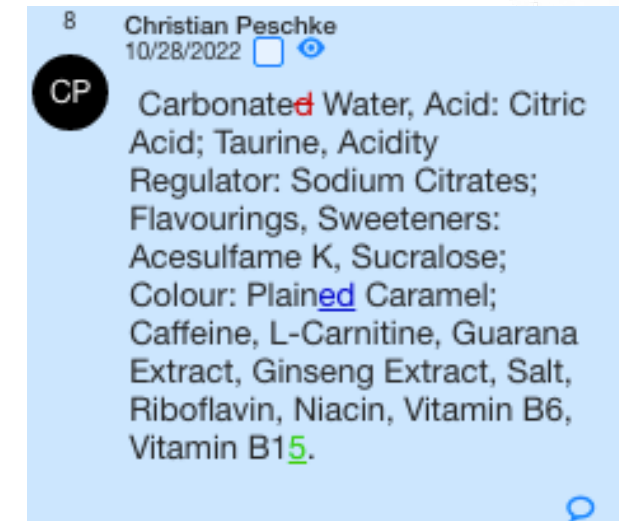 8
Christian Peschke
10/28/2022
CP
Carbonated Water, Acid: Citric
Acid; Taurine, Acidity
Regulator: Sodium Citrates;
Flavourings, Sweeteners:
Acesulfame K, Sucralose;
Colour: Plained Caramel;
Caffeine, L-Carnitine, Guarana
Extract, Ginseng Extract, Salt,
Riboflavin, Niacin, Vitamin B6,
Vitamin B15.